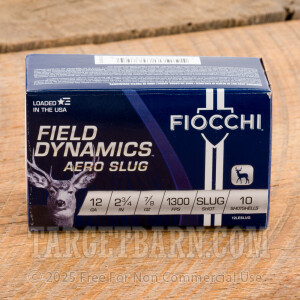 LOADED
IN THE USA
FIELD
DYNAMICS
AERO SLUG
FIOCCHI
12 2¾ 7/8 1300 SLUG 10
GA IN OZ FPS SHOT SHOTSHELLS
TARGETBARN.COM
© 2025 Free For Non-Commercial Use